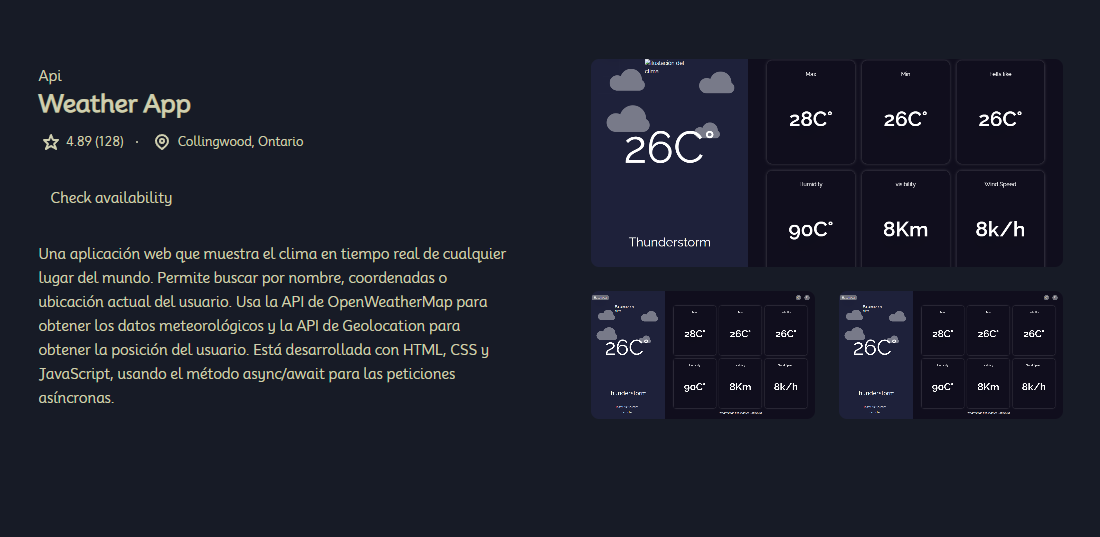 Api
Weather App
4.89 (128) · Collingwood, Ontario
Check availability
Una aplicación web que muestra el clima en tiempo real de cualquier
lugar del mundo. Permite buscar por nombre, coordenadas o
ubicación actual del usuario. Usa la API de OpenWeatherMap para
obtener los datos meteorológicos y la API de Geolocation para
obtener la posición del usuario. Está desarrollada con HTML, CSS y
JavaScript, usando el método async/await para las peticiones
asíncronas.
Ilustación del
clima
26C°
Thunderstorm
Max
Min
Fells like
28C°
26C°
26C°
Humidity
visibility
Wind Speed
90C°
8Km
8k/h
26C°
Thunderstorm
28C°
26C°
26C°
90C°
8Km
8k/h
26C°
Thunderstorm
28C°
26C°
26C°
90C°
8Km
8k/h